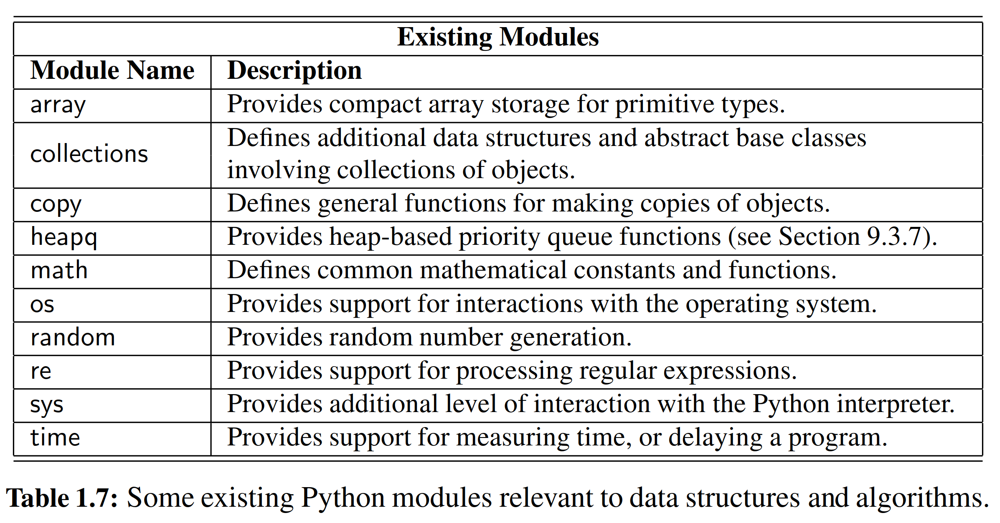 Existing Modules
Module Name Description
array Provides compact array storage for primitive types.
collections Defines additional data structures and abstract base classes
involving collections of objects.
copy Defines general functions for making copies of objects.
heapq Provides heap-based priority queue functions (see Section 9.3.7).
math Defines common mathematical constants and functions.
os Provides support for interactions with the operating system.
random Provides random number generation.
re Provides support for processing regular expressions.
sys Provides additional level of interaction with the Python interpreter.
time Provides support for measuring time, or delaying a program.
Table 1.7: Some existing Python modules relevant to data structures and algorithms.